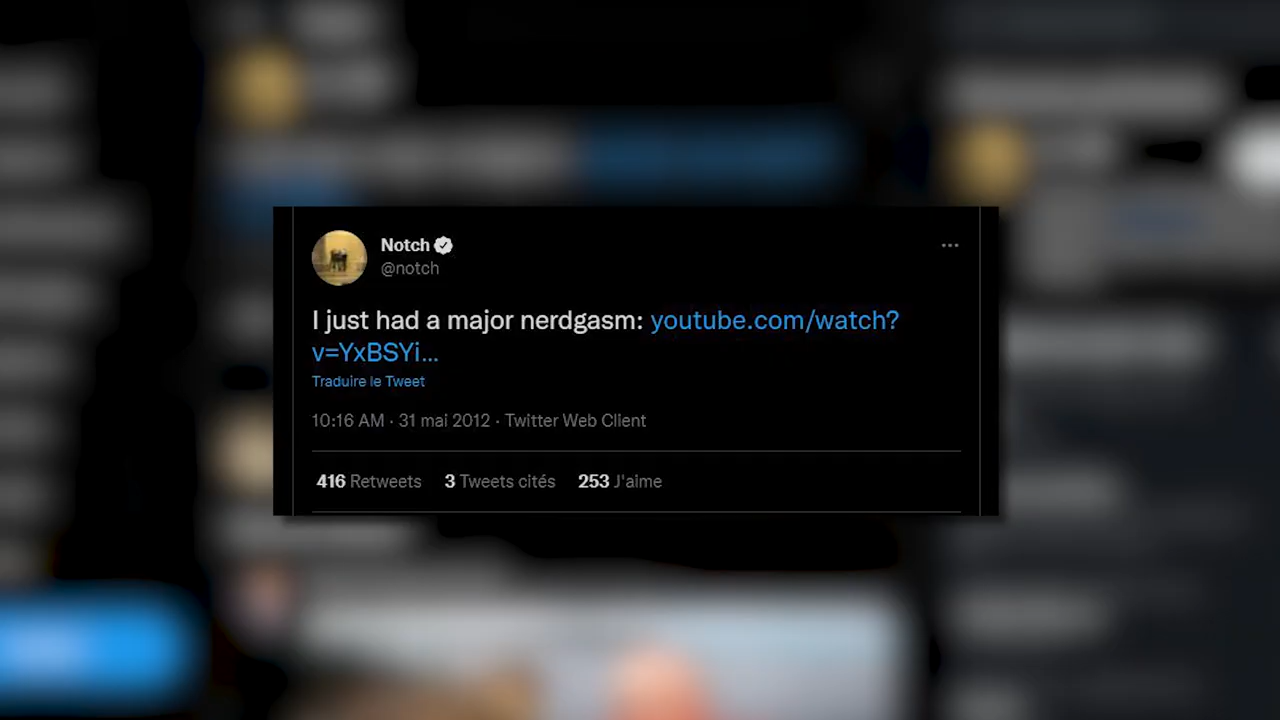 Notch
@notch
I just had a major nerdgasm: youtube.com/watch?
v=YxBSYi...
Traduire le Tweet
10:16 AM · 31 mai 2012 · Twitter Web Client
416 Retweets 3 Tweets cités 253 J'aime